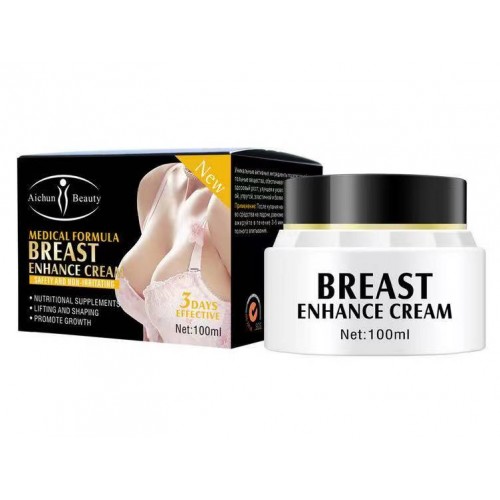 Aichun Beauty
New
MEDICAL FORMULA
BREAST
ENHANCE CREAM
SAFETY AND NON-IRRITATING
• NUTRITIONAL SUPPLEMENTS
• LIFTING AND SHAPING
• PROMOTE GROWTH
3 DAYS
EFFECTIVE
Net:100ml
BREAST
ENHANCE CREAM
Net:100ml